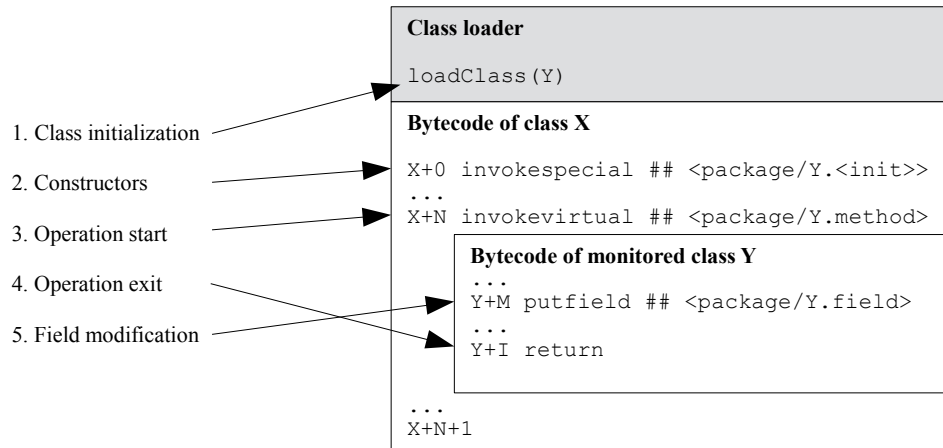 Class loader
loadClass(Y)
1. Class initialization
Bytecode of class X
2. Constructors
X+0 invokespecial ## <package/Y.<init>>
...
3. Operation start
X+N invokevirtual ## <package/Y.method>
Bytecode of monitored class Y
4. Operation exit
...
Y+M putfield ## <package/Y.field>
5. Field modification
...
Y+I return
...
X+N+1